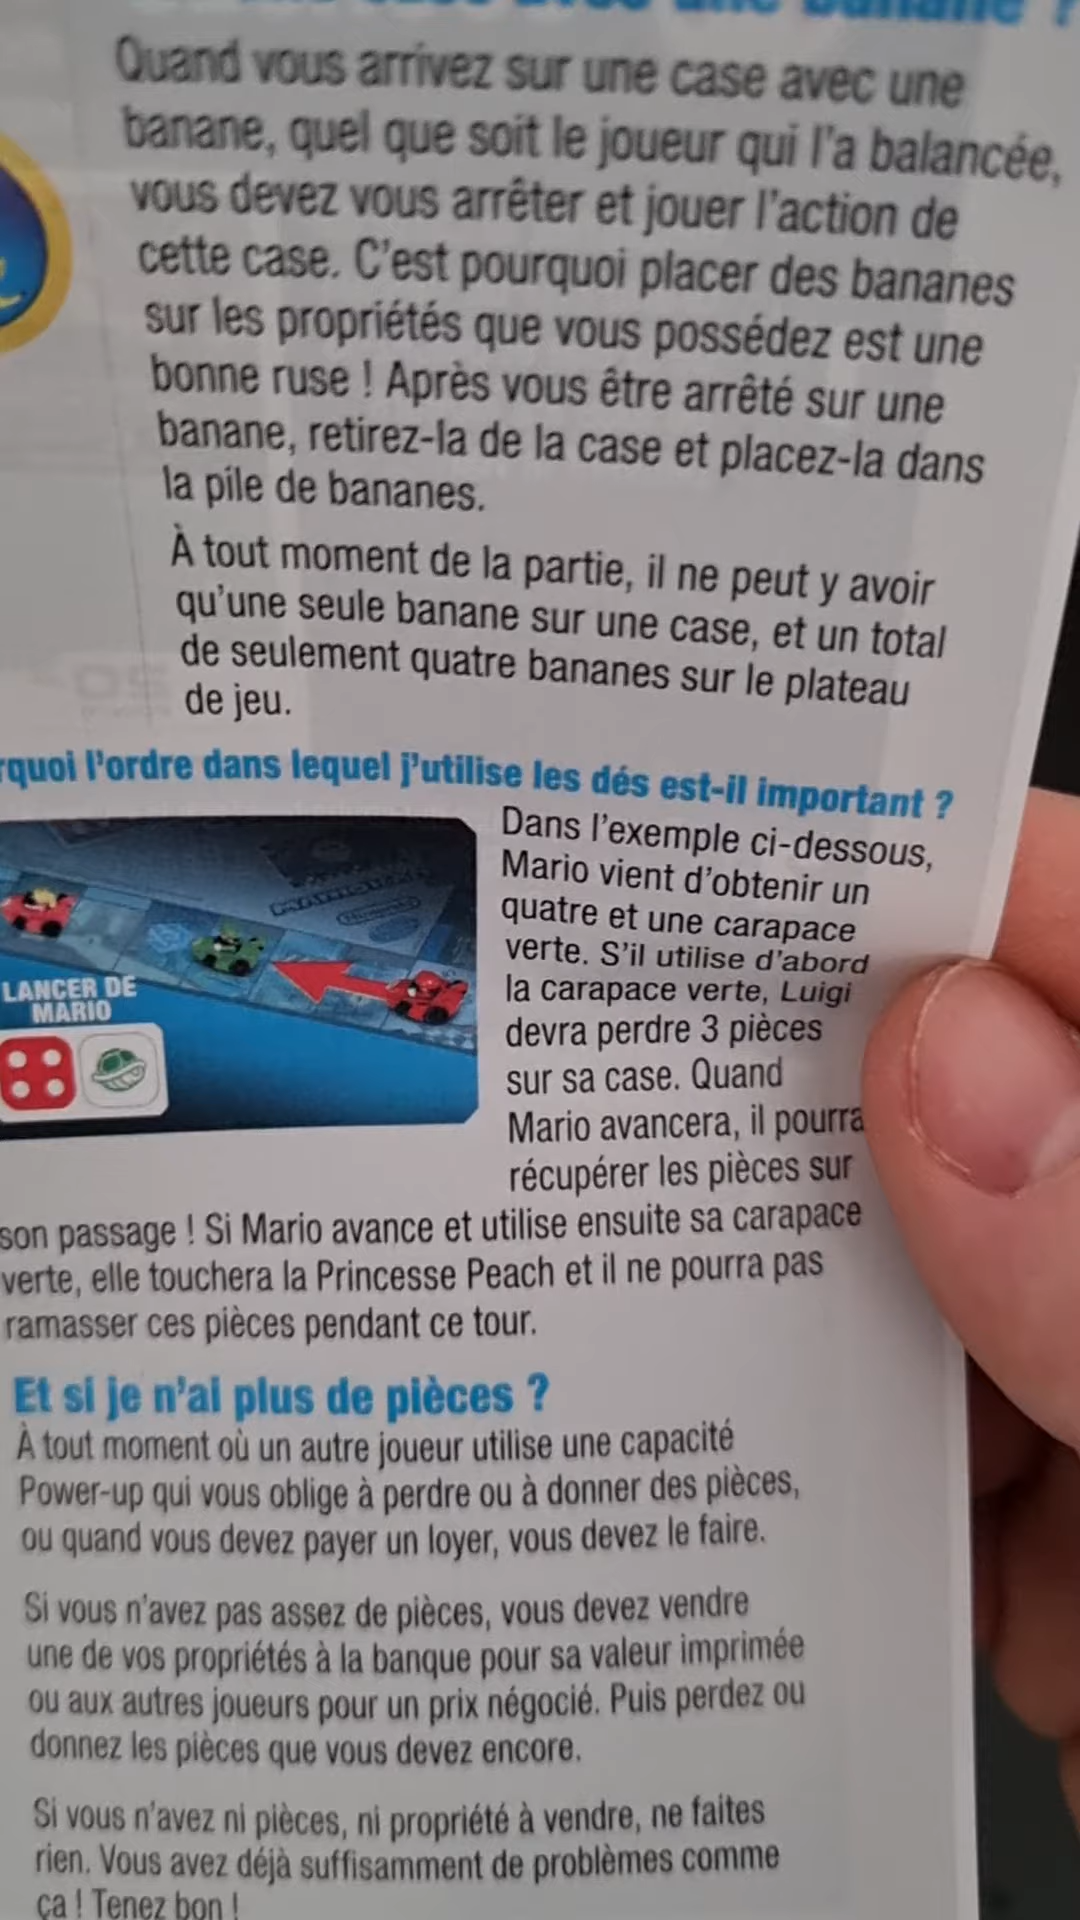 avec une banane ?
Quand vous arrivez sur une case avec une
banane, quel que soit le joueur qui l'a balancée,
vous devez vous arrêter et jouer l'action de
cette case. C'est pourquoi placer des bananes
sur les propriétés que vous possédez est une
bonne ruse ! Après vous être arrêté sur une
banane, retirez-la de la case et placez-la dans
la pile de bananes.
À tout moment de la partie, il ne peut y avoir
qu'une seule banane sur une case, et un total
de seulement quatre bananes sur le plateau
de jeu.
rquoi l'ordre dans lequel j'utilise les dés est-il important ?
Dans l'exemple ci-dessous,
Mario vient d'obtenir un
quatre et une carapace
verte. S'il utilise d'abord
la carapace verte, Luigi
devra perdre 3 pièces
sur sa case. Quand
Mario avancera, il pourra
récupérer les pièces sur
LANCER DE
MARIO
son passage ! Si Mario avance et utilise ensuite sa carapace
verte, elle touchera la Princesse Peach et il ne pourra pas
ramasser ces pièces pendant ce tour.
Et si je n'ai plus de pièces ?
À tout moment où un autre joueur utilise une capacité
Power-up qui vous oblige à perdre ou à donner des pièces,
ou quand vous devez payer un loyer, vous devez le faire.
Si vous n'avez pas assez de pièces, vous devez vendre
une de vos propriétés à la banque pour sa valeur imprimée
ou aux autres joueurs pour un prix négocié. Puis perdez ou
donnez les pièces que vous devez encore.
Si vous n'avez ni pièces, ni propriété à vendre, ne faites
rien. Vous avez déjà suffisamment de problèmes comme
ça ! Tenez bon !